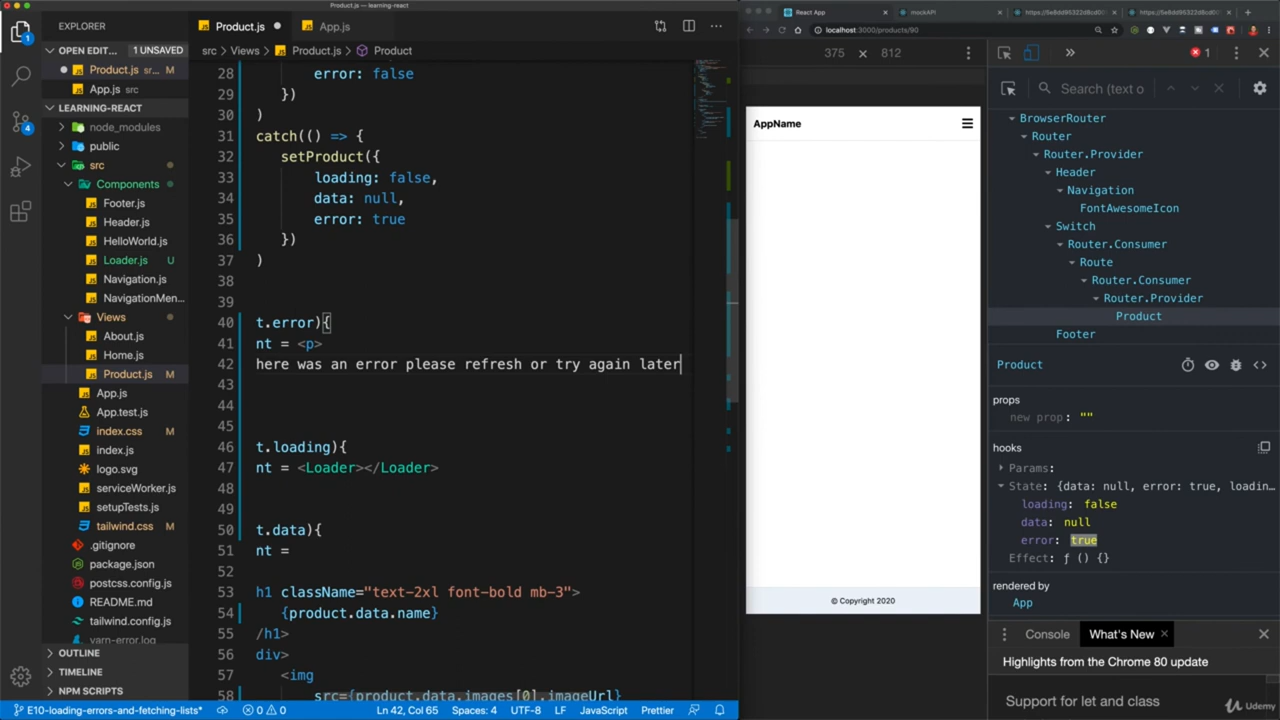 Product.js — learning-react
EXPLORER
Product.js
App.js
src > Views > Product.js > Product
OPEN EDIT... 1 UNSAVED
Product.js sr... M
App.js src
LEARNING-REACT
node_modules
public
src
Components
Footer.js
Header.js
HelloWorld.js
Loader.js U
Navigation.js
NavigationMen...
Views
About.js
Home.js
Product.js M
App.js
App.test.js
index.css M
index.js
logo.svg
serviceWorker.js
setupTests.js
tailwind.css M
.gitignore
package.json
postcss.config.js
README.md
tailwind.config.js
yarn-error.log
OUTLINE
TIMELINE
NPM SCRIPTS
1
4
28 error: false
29 })
30 )
31 catch(() => {
32 setProduct({
33 loading: false,
34 data: null,
35 error: true
36 })
37 )
38
39
40 t.error){
41 nt = <p>
42 here was an error please refresh or try again later
43
44
45
46 t.loading){
47 nt = <Loader></Loader>
48
49
50 t.data){
51 nt =
52
53 h1 className="text-2xl font-bold mb-3">
54 {product.data.name}
55 /h1>
56 div>
57 <img
58 src={product.data.images[0].imageUrl}
E10-loading-errors-and-fetching-lists* 0 0 Ln 42, Col 65 Spaces: 4 UTF-8 LF JavaScript Prettier
React App
mockAPI
https://5e8dd95322d8cd0...
https://5e8dd95322d8cd0...
localhost:3000/products/90
375 × 812
AppName
© Copyright 2020
1
Search (text o
BrowserRouter
Router
Router.Provider
Header
Navigation
FontAwesomeIcon
Switch
Router.Consumer
Route
Router.Consumer
Router.Provider
Product
Footer
Product
props
new prop : ""
hooks
Params:
State: {data: null, error: true, loadin...
loading: false
data: null
error: true
Effect: ƒ () {}
rendered by
App
Console What's New
Highlights from the Chrome 80 update
Support for let and class
Udemy